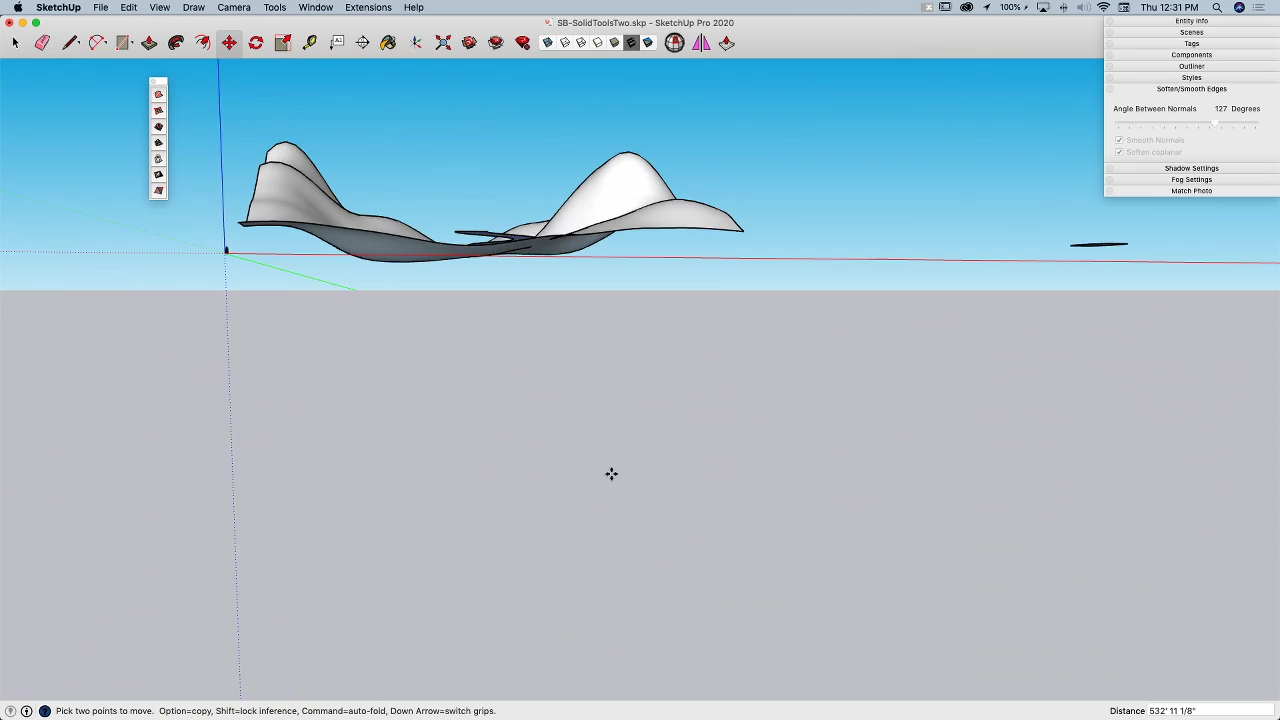 SketchUp File Edit View Draw Camera Tools Window Extensions Help 100% Thu 12:31 PM
SB-SolidToolsTwo.skp - SketchUp Pro 2020
Entity Info
Scenes
Tags
Components
Outliner
Styles
Soften/Smooth Edges
Angle Between Normals 127 Degrees
Smooth Normals
Soften coplanar
Shadow Settings
Fog Settings
Match Photo
Pick two points to move. Option=copy, Shift=lock inference, Command=auto-fold, Down Arrow=switch grips. Distance 532' 11 1/8"